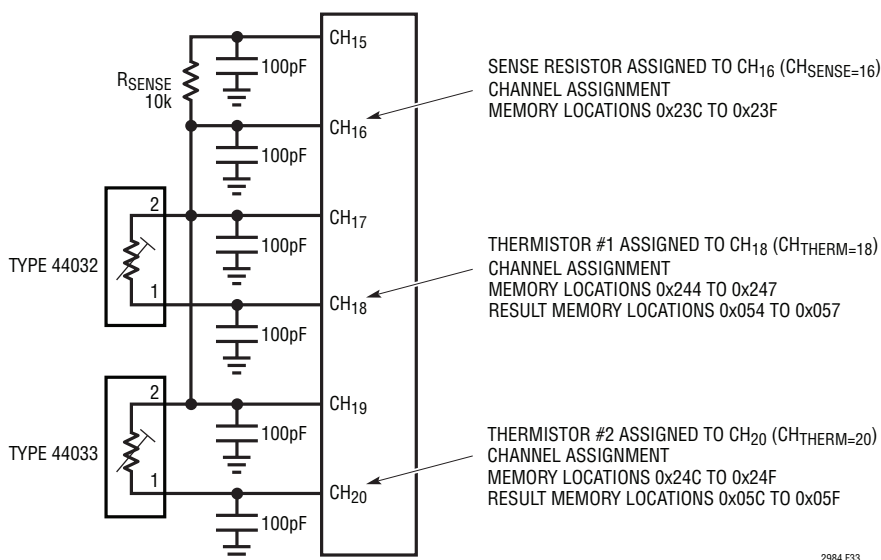 CH15
100pF
RSENSE
10k
CH16
100pF
2
CH17
100pF
TYPE 44032
1
CH18
100pF
2
CH19
100pF
TYPE 44033
1
CH20
100pF
SENSE RESISTOR ASSIGNED TO CH16 (CHSENSE=16)
CHANNEL ASSIGNMENT
MEMORY LOCATIONS 0x23C TO 0x23F
THERMISTOR #1 ASSIGNED TO CH18 (CHTHERM=18)
CHANNEL ASSIGNMENT
MEMORY LOCATIONS 0x244 TO 0x247
RESULT MEMORY LOCATIONS 0x054 TO 0x057
THERMISTOR #2 ASSIGNED TO CH20 (CHTHERM=20)
CHANNEL ASSIGNMENT
MEMORY LOCATIONS 0x24C TO 0x24F
RESULT MEMORY LOCATIONS 0x05C TO 0x05F
2984 F33